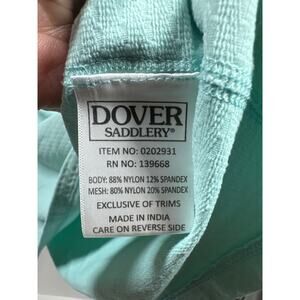 DOVER
SADDLERY®
ITEM NO: 0202931
RN NO: 139668
BODY: 88% NYLON 12% SPANDEX
MESH: 80% NYLON 20% SPANDEX
EXCLUSIVE OF TRIMS
MADE IN INDIA
CARE ON REVERSE SIDE